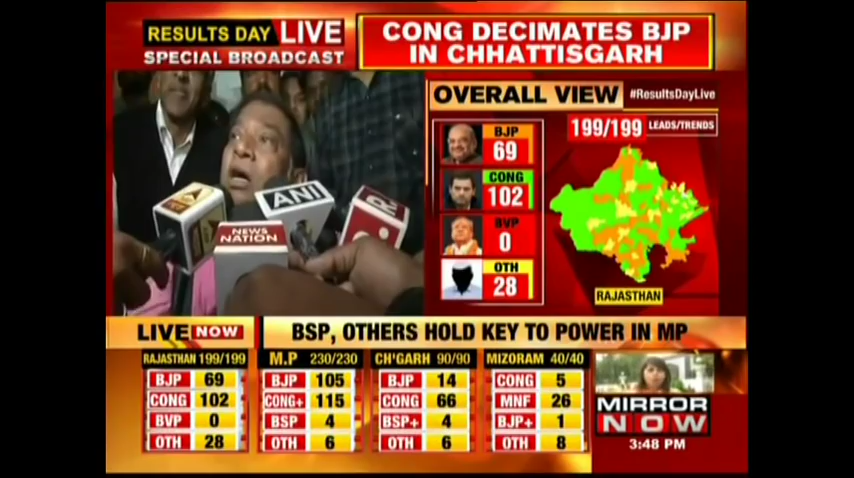 RESULTS DAY LIVE
SPECIAL BROADCAST
CONG DECIMATES BJP
IN CHHATTISGARH
OVERALL VIEW #ResultsDayLive
199/199 LEADS/TRENDS
BJP
69
CONG
102
BVP
0
OTH
28
RAJASTHAN
ANI
NEWS
NATION
R
LIVE NOW
BSP, OTHERS HOLD KEY TO POWER IN MP
RAJASTHAN 199/199
BJP 69
CONG 102
BVP 0
OTH 28
M.P 230/230
BJP 105
CONG+ 115
BSP 4
OTH 6
CH'GARH 90/90
BJP 14
CONG 66
BSP+ 4
OTH 6
MIZORAM 40/40
CONG 5
MNF 26
BJP+ 1
OTH 8
MIRROR
NOW
3:48 PM